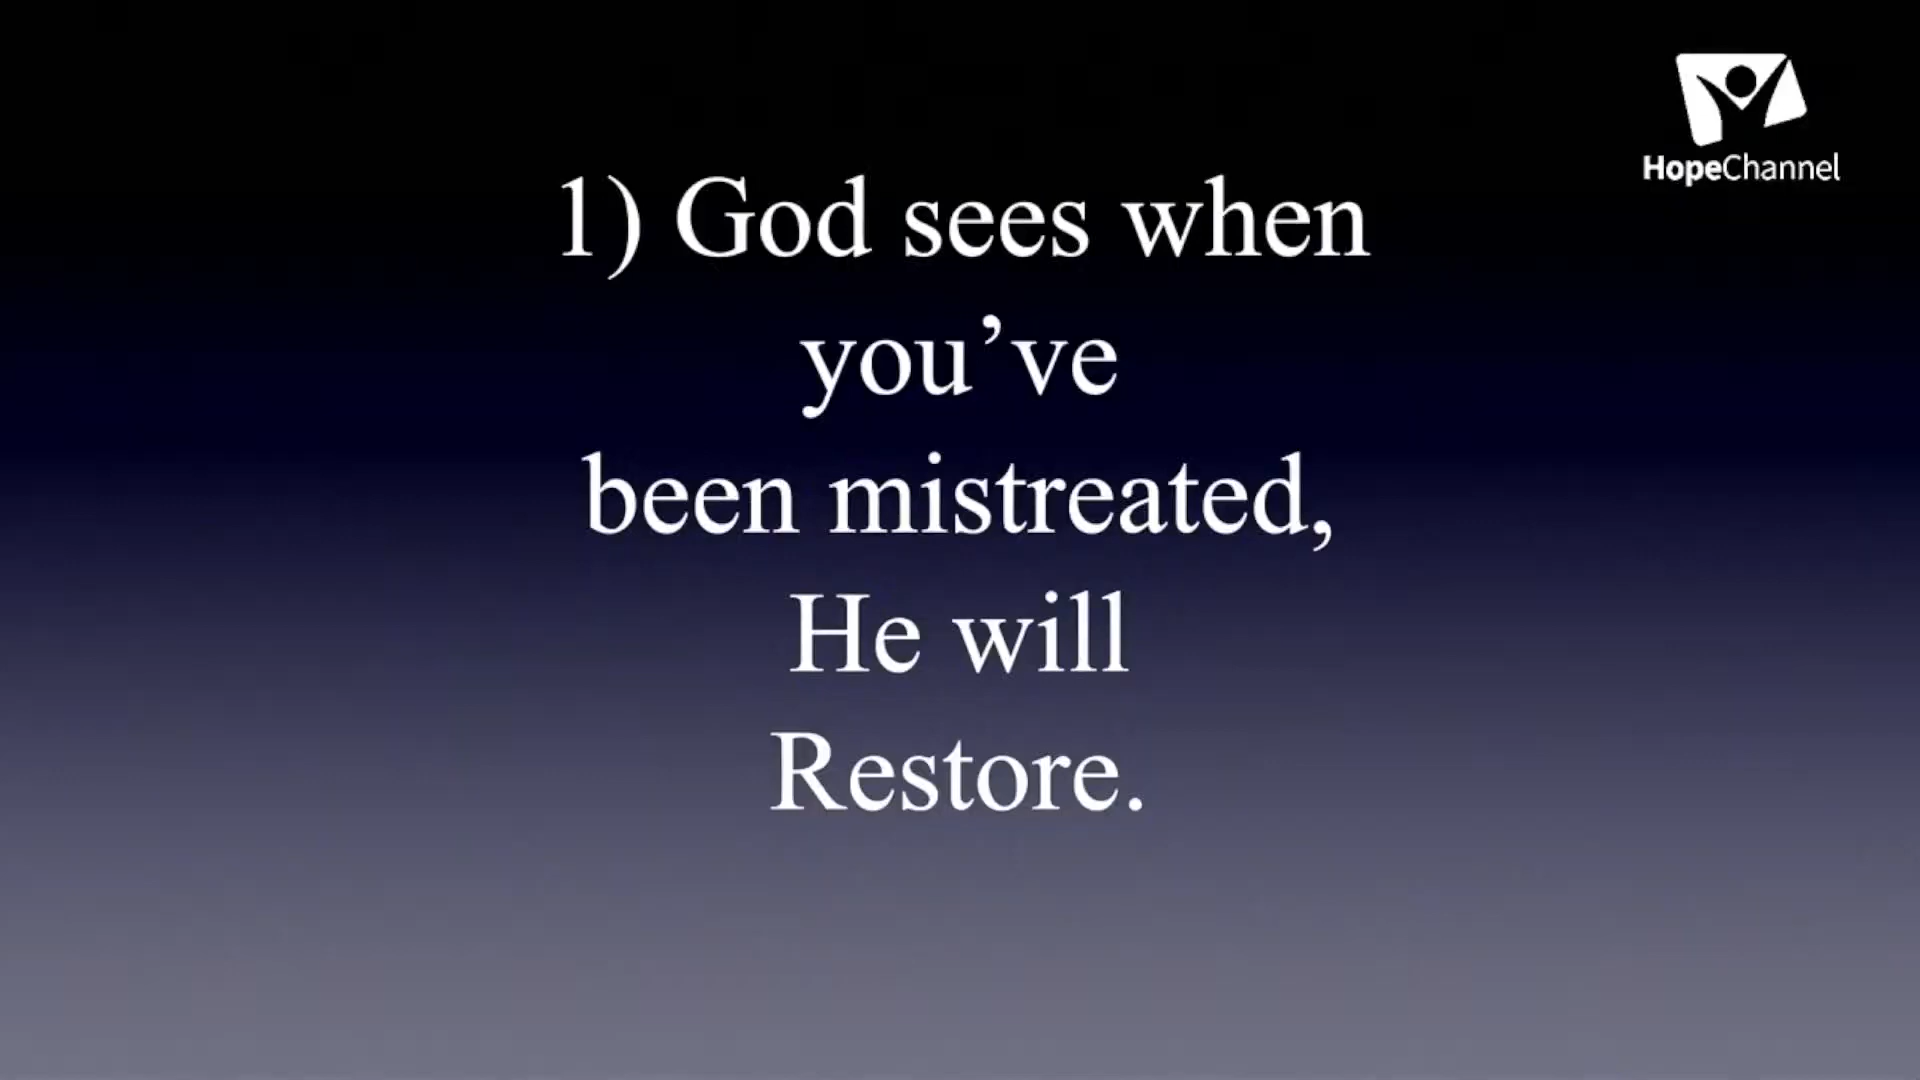 HopeChannel
1) God sees when
you’ve
been mistreated,
He will
Restore.